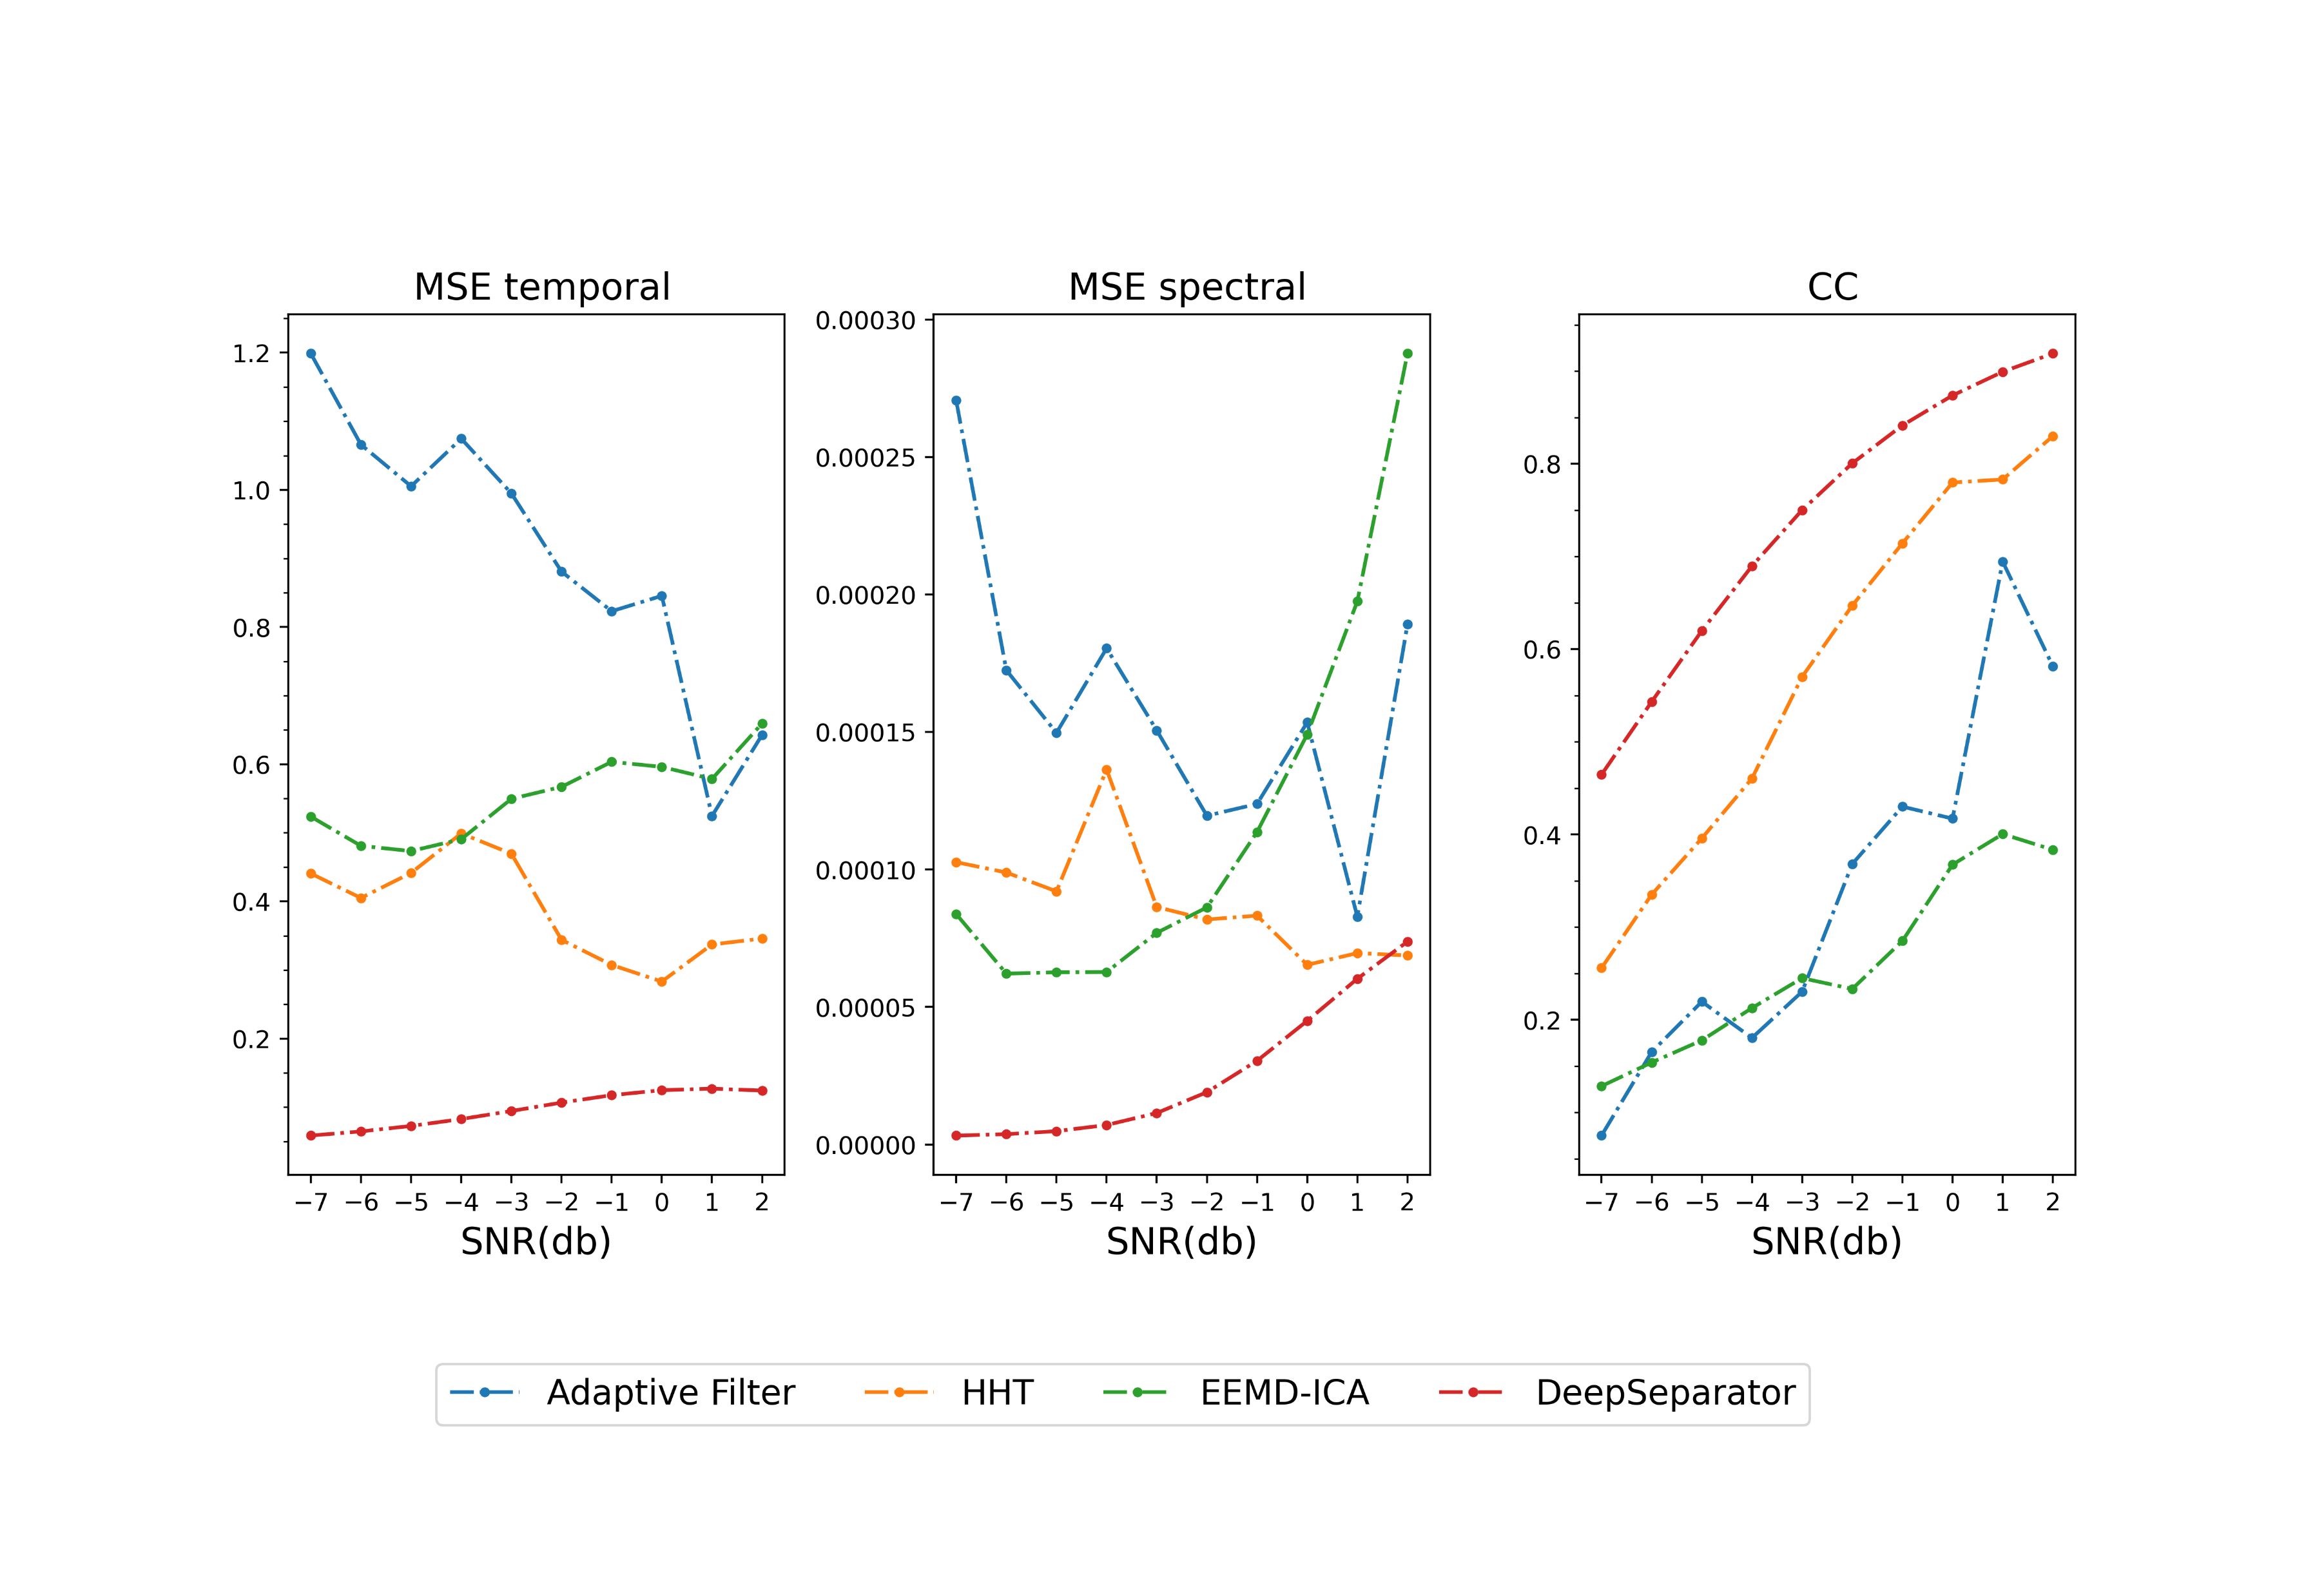 MSE temporal
MSE spectral
CC
1.2
1.0
0.8
0.6
0.4
0.2
−7 −6 −5 −4 −3 −2 −1 0 1 2
SNR(db)
0.00030
0.00025
0.00020
0.00015
0.00010
0.00005
0.00000
−7 −6 −5 −4 −3 −2 −1 0 1 2
SNR(db)
0.8
0.6
0.4
0.2
−7 −6 −5 −4 −3 −2 −1 0 1 2
SNR(db)
Adaptive Filter HHT EEMD-ICA DeepSeparator